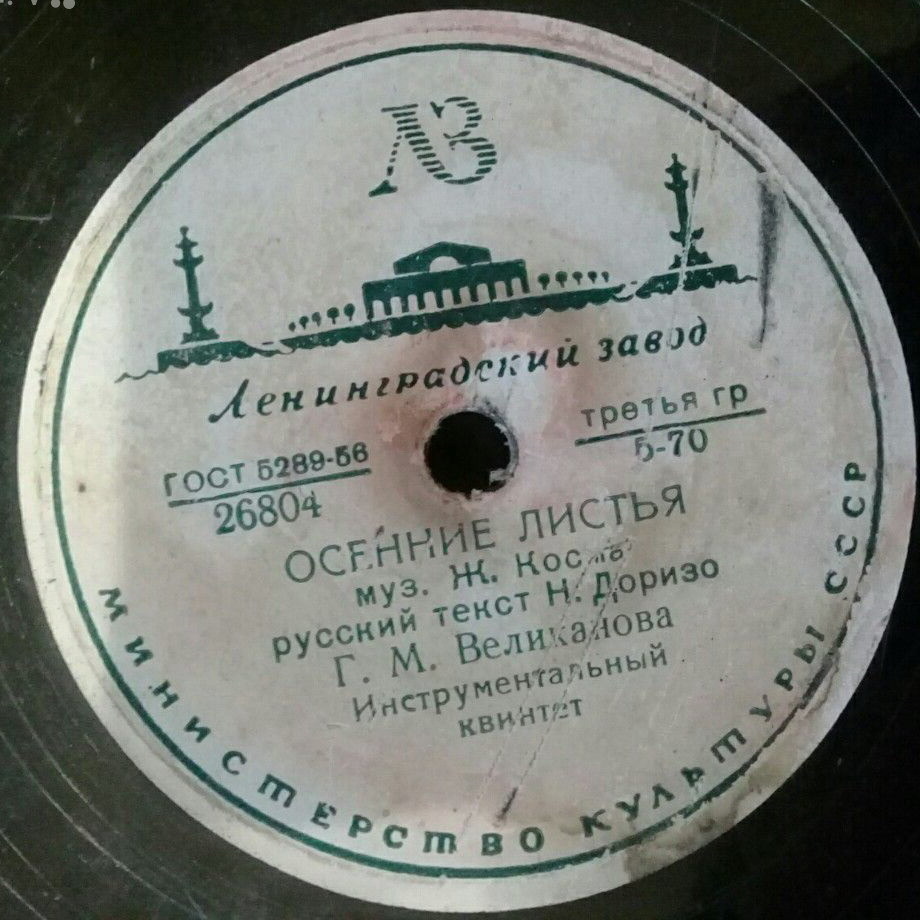 ЛЗ
Ленинградский завод
ГОСТ 5289-56
26804
третья гр
5-70
ОСЕННИЕ ЛИСТЬЯ
муз. Ж. Косма
русский текст Н. Доризо
Г. М. Великанова
Инструментальный
квинтет
МИНИСТЕРСТВО КУЛЬТУРЫ СССР